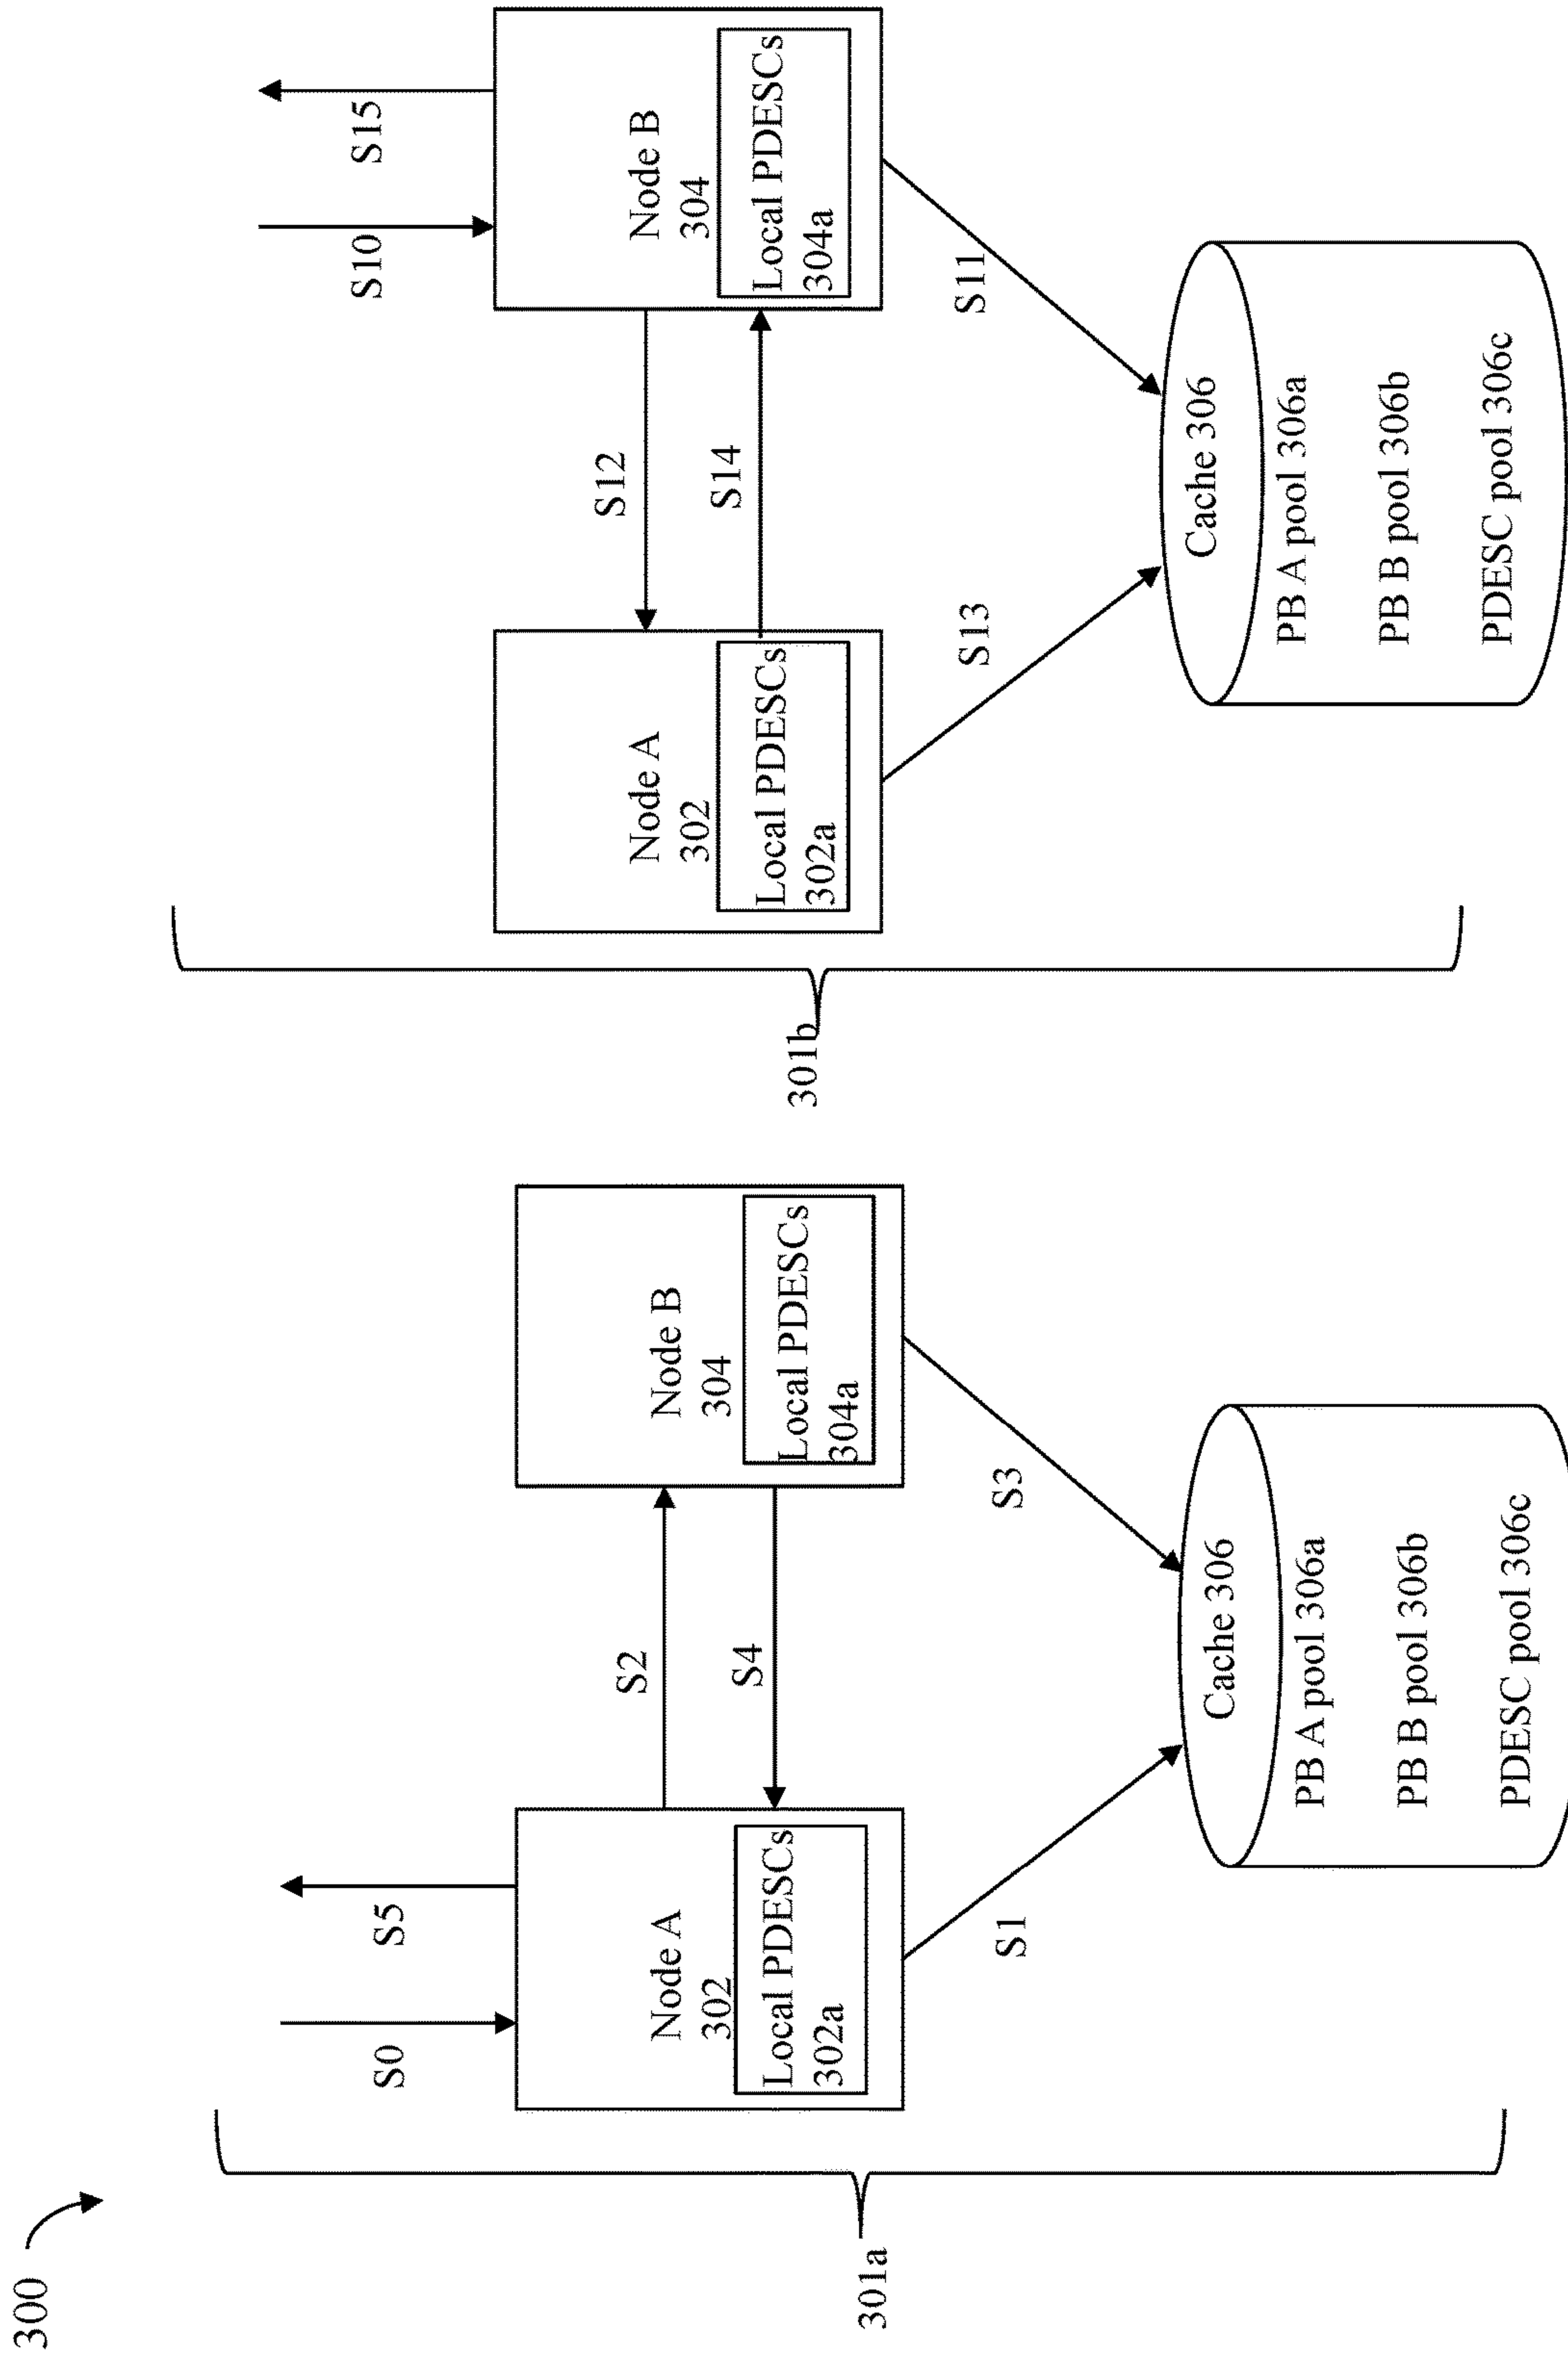 300
301a
S0
S5
Node A
302
Local PDESCs
302a
S2
S4
Node B
304
Local PDESCs
304a
S1
S3
Cache 306
PB A pool 306a
PB B pool 306b
PDESC pool 306c
301b
S10
S15
Node A
302
Local PDESCs
302a
S12
S14
Node B
304
Local PDESCs
304a
S13
S11
Cache 306
PB A pool 306a
PB B pool 306b
PDESC pool 306c